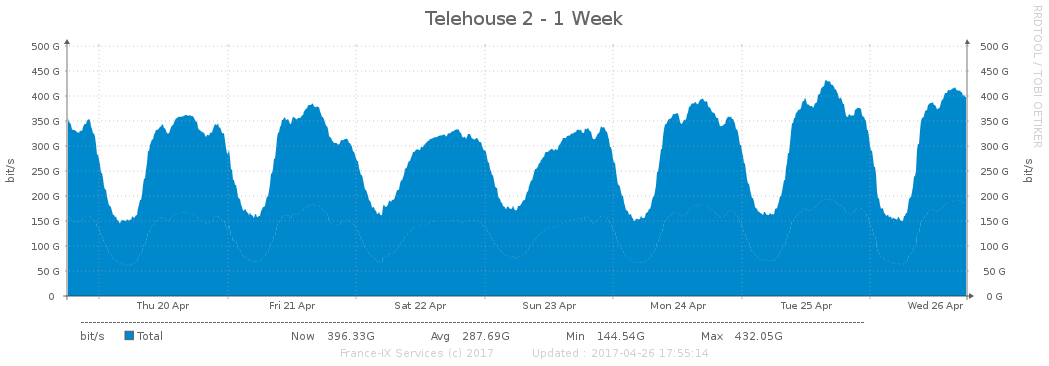 Telehouse 2 - 1 Week
RRDTOOL / TOBI OETIKER
500 G 500 G
450 G 450 G
400 G 400 G
350 G 350 G
300 G 300 G
250 G 250 G
200 G 200 G
150 G 150 G
100 G 100 G
50 G 50 G
0 0 G
bit/s bit/s
Thu 20 Apr Fri 21 Apr Sat 22 Apr Sun 23 Apr Mon 24 Apr Tue 25 Apr Wed 26 Apr
bit/s Total Now 396.33G Avg 287.69G Min 144.54G Max 432.05G
France-IX Services (c) 2017 Updated : 2017-04-26 17:55:14